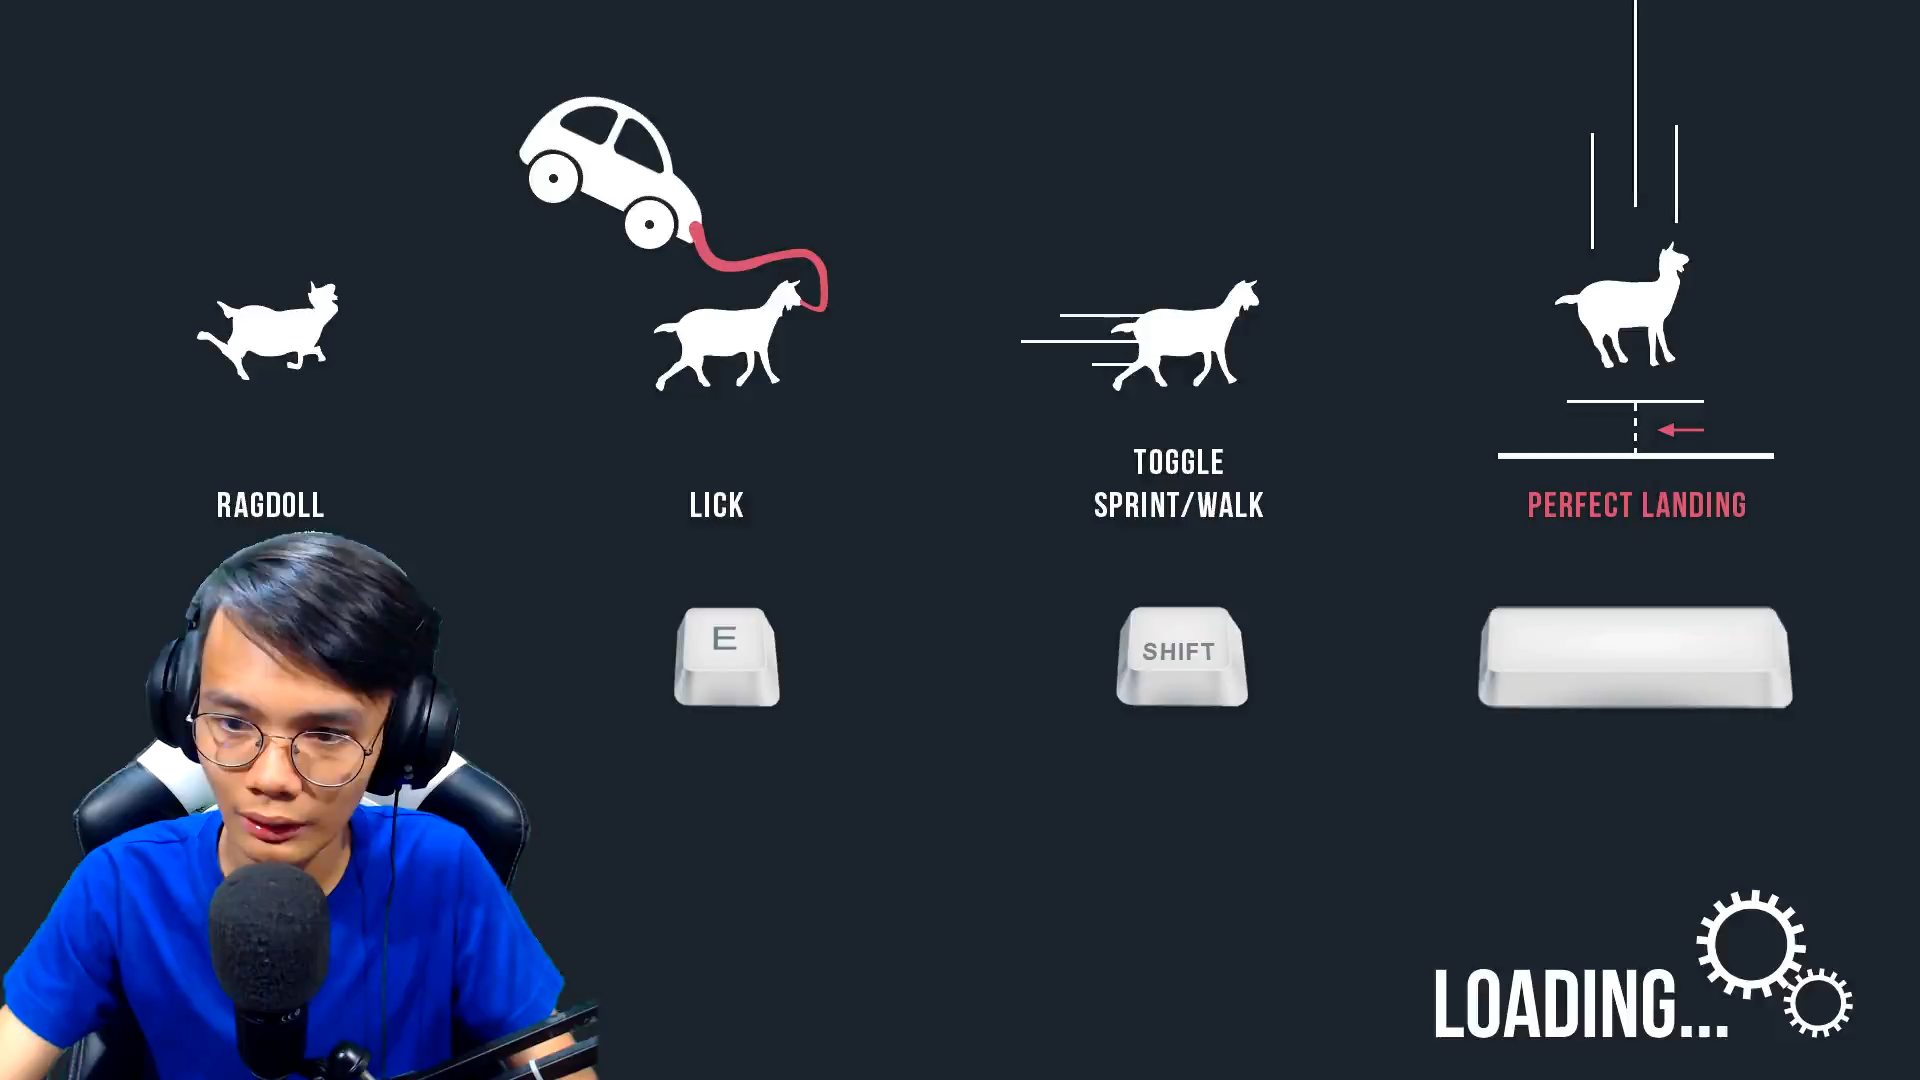 RAGDOLL
LICK
TOGGLE
SPRINT/WALK
PERFECT LANDING
E
SHIFT
LOADING...